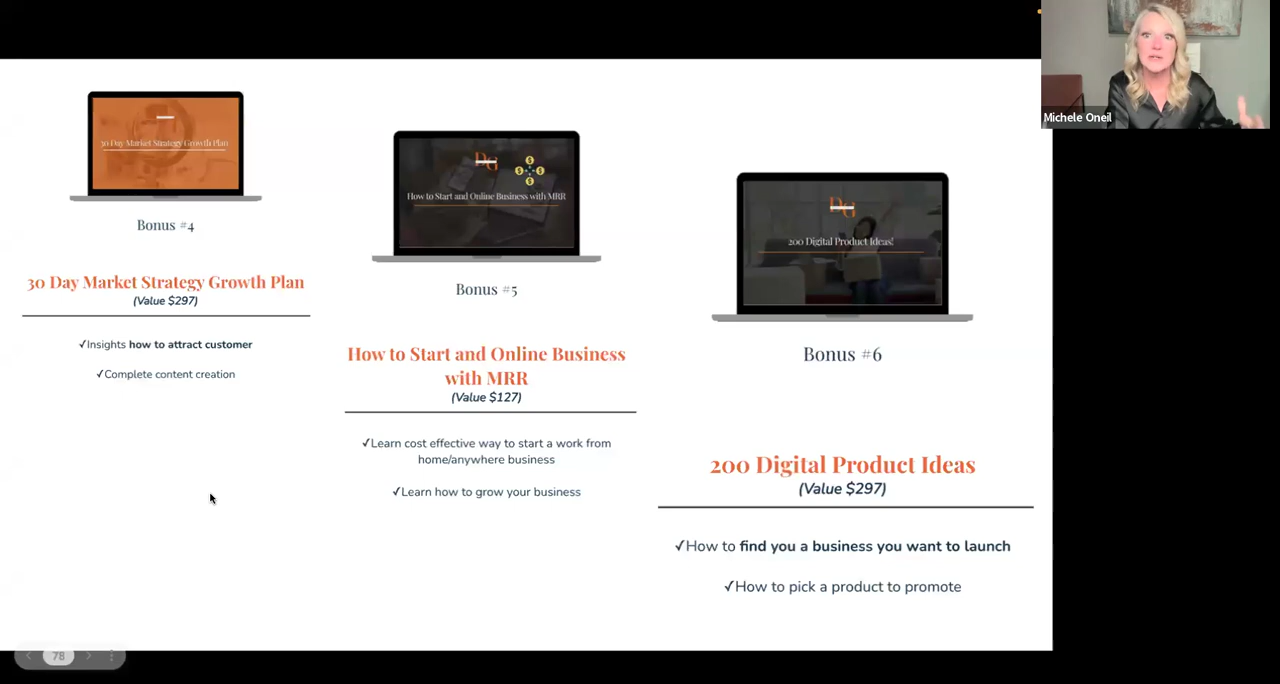 Michele Oneil
30 Day Market Strategy Growth Plan
Bonus #4
30 Day Market Strategy Growth Plan
(Value $297)
✓Insights how to attract customer
✓Complete content creation
DG
How to Start and Online Business with MRR
Bonus #5
How to Start and Online Business
with MRR
(Value $127)
✓Learn cost effective way to start a work from
home/anywhere business
✓Learn how to grow your business
DG
200 Digital Product Ideas!
Bonus #6
200 Digital Product Ideas
(Value $297)
✓How to find you a business you want to launch
✓How to pick a product to promote
78